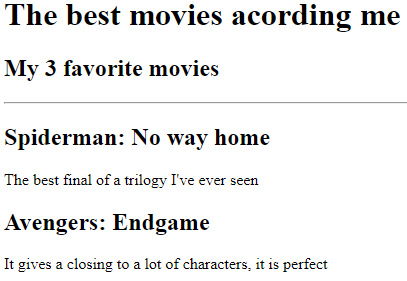 The best movies acording me
My 3 favorite movies
Spiderman: No way home
The best final of a trilogy I've ever seen
Avengers: Endgame
It gives a closing to a lot of characters, it is perfect